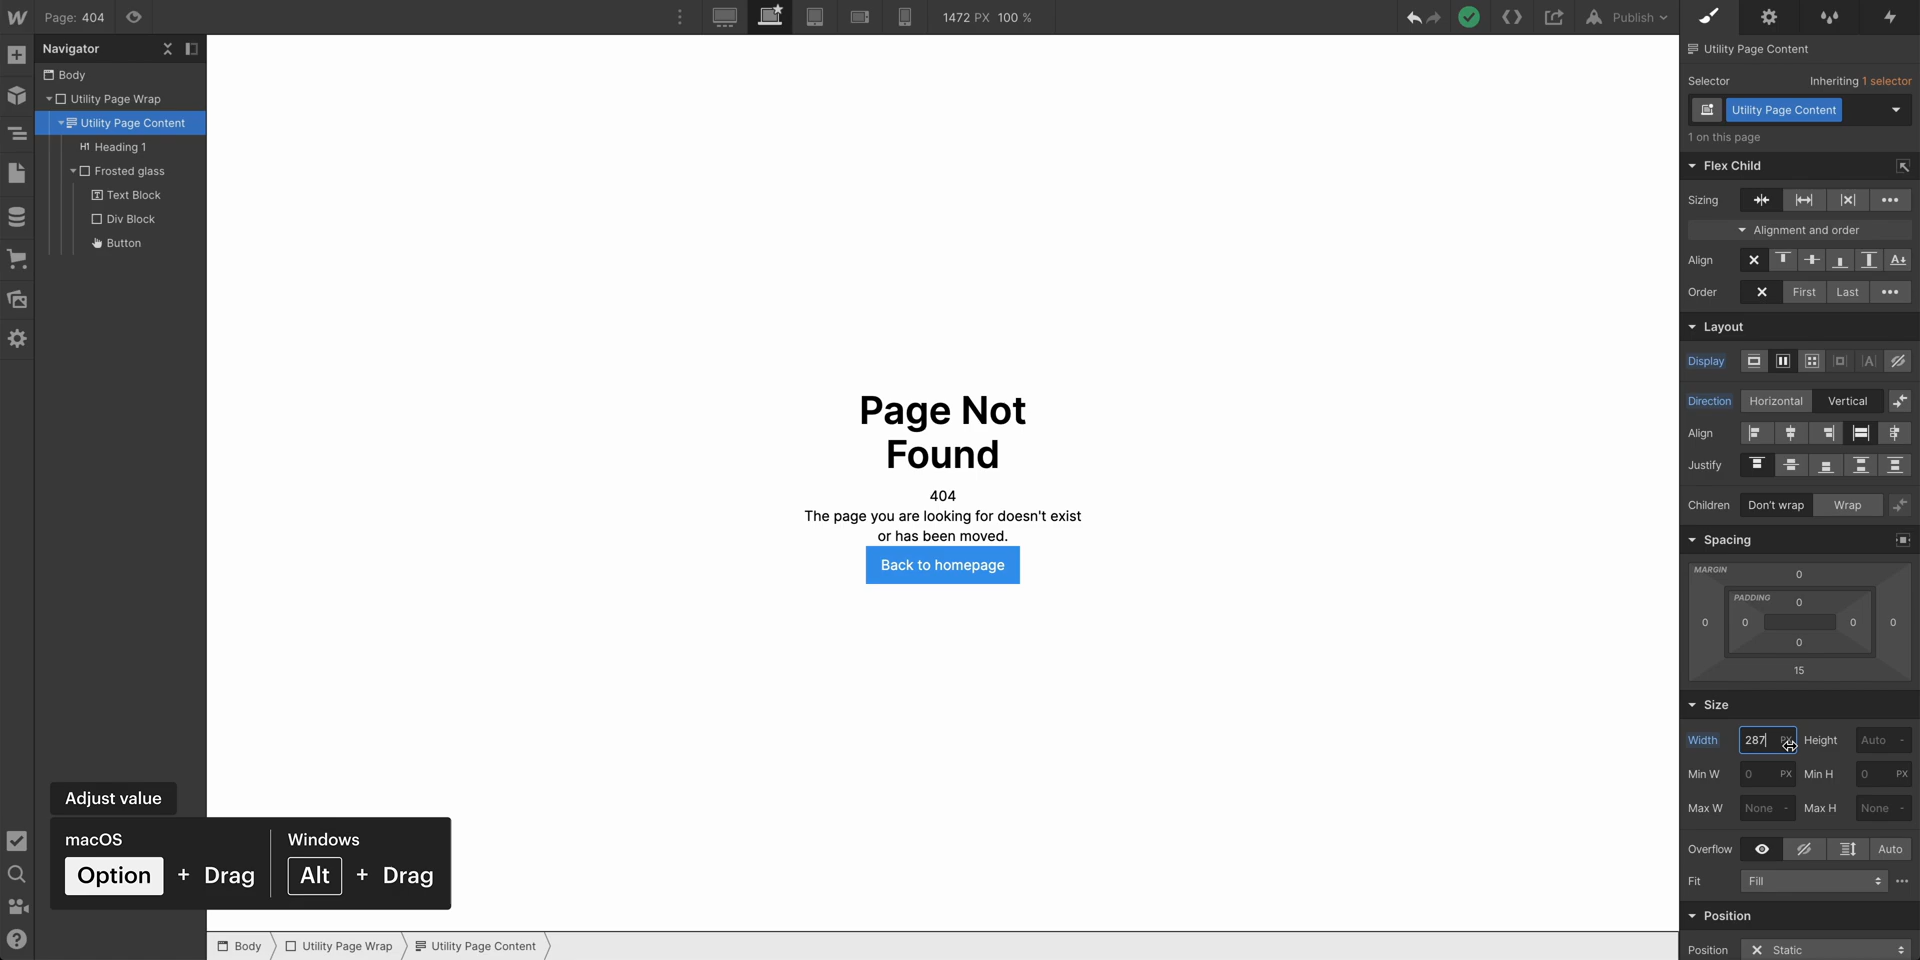 Page: 404
1472 PX 100 %
Publish
Navigator
Body
Utility Page Wrap
Utility Page Content
H1 Heading 1
Frosted glass
Text Block
Div Block
Button
Page Not
Found
404
The page you are looking for doesn't exist
or has been moved.
Back to homepage
Adjust value
macOS
Option + Drag
Windows
Alt + Drag
Body
Utility Page Wrap
Utility Page Content
Utility Page Content
Selector
Inheriting 1 selector
Utility Page Content
1 on this page
Flex Child
Sizing
Alignment and order
Align
Order
First
Last
Layout
Display
Direction
Horizontal
Vertical
Align
Justify
Children
Don't wrap
Wrap
Spacing
MARGIN
0
PADDING
0
0 0 0 0
0
15
Size
Width 287 PX Height Auto -
Min W 0 PX Min H 0 PX
Max W None - Max H None -
Overflow
Auto
Fit
Fill
Position
Position
Static